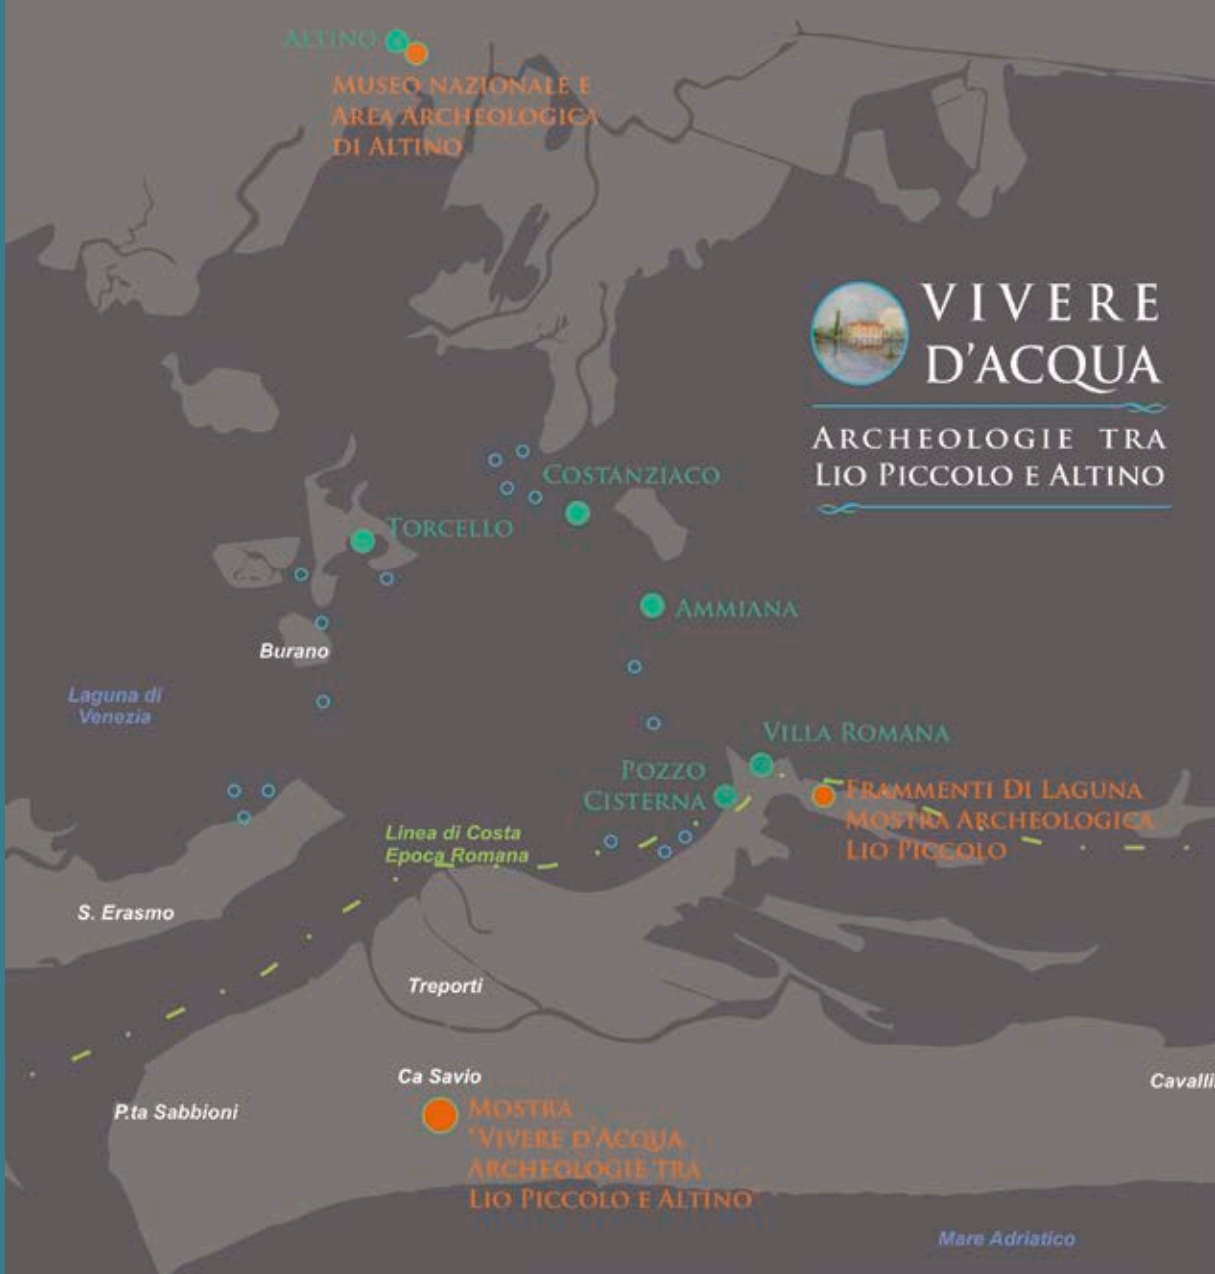 ALTINO
MUSEO NAZIONALE E
AREA ARCHEOLOGICA
DI ALTINO
VIVERE
D'ACQUA
ARCHEOLOGIE TRA
LIO PICCOLO E ALTINO
COSTANZIACO
TORCELLO
AMMIANA
Burano
Laguna di
Venezia
VILLA ROMANA
POZZO
CISTERNA
FRAMMENTI DI LAGUNA
MOSTRA ARCHEOLOGICA
LIO PICCOLO
Linea di Costa
Epoca Romana
S. Erasmo
Treporti
Ca Savio
Cavalli
P.ta Sabbioni
MOSTRA
"VIVERE D'ACQUA
ARCHEOLOGIE TRA
LIO PICCOLO E ALTINO"
Mare Adriatico